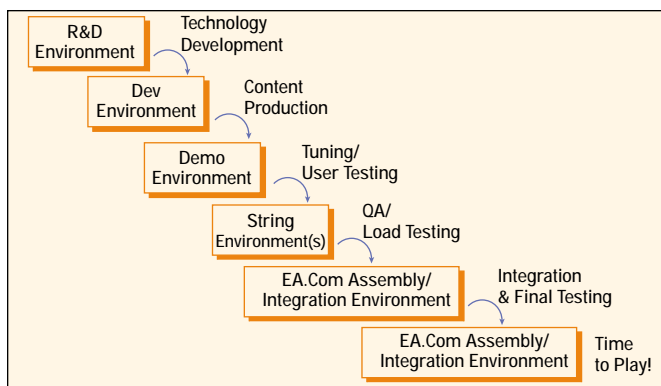 R&D
Environment
Technology
Development
Dev
Environment
Content
Production
Demo
Environment
Tuning/
User Testing
String
Environment(s)
QA/
Load Testing
EA.Com Assembly/
Integration Environment
Integration
& Final Testing
EA.Com Assembly/
Integration Environment
Time
to Play!